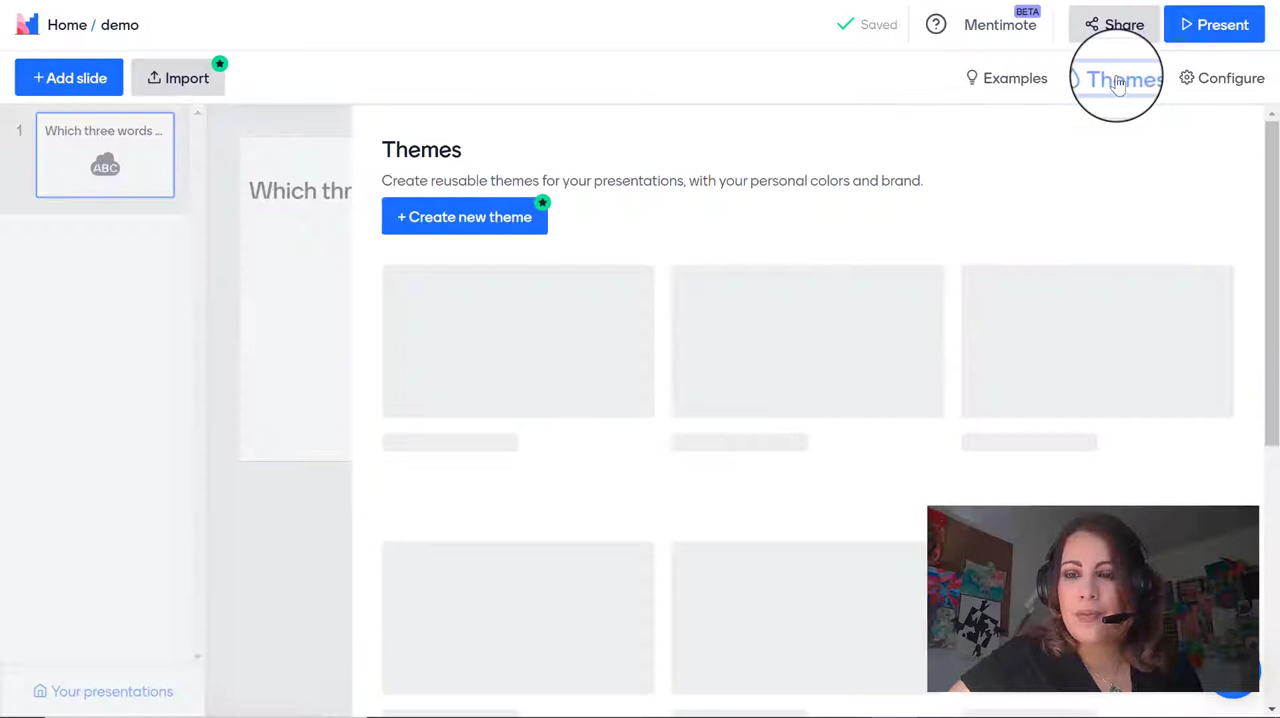 Home / demo
Saved
Mentimote
BETA
Share
Present
+ Add slide
Import
Examples
Themes
Configure
1
Which three words ...
ABC
Which thr
Themes
Create reusable themes for your presentations, with your personal colors and brand.
+ Create new theme
Your presentations